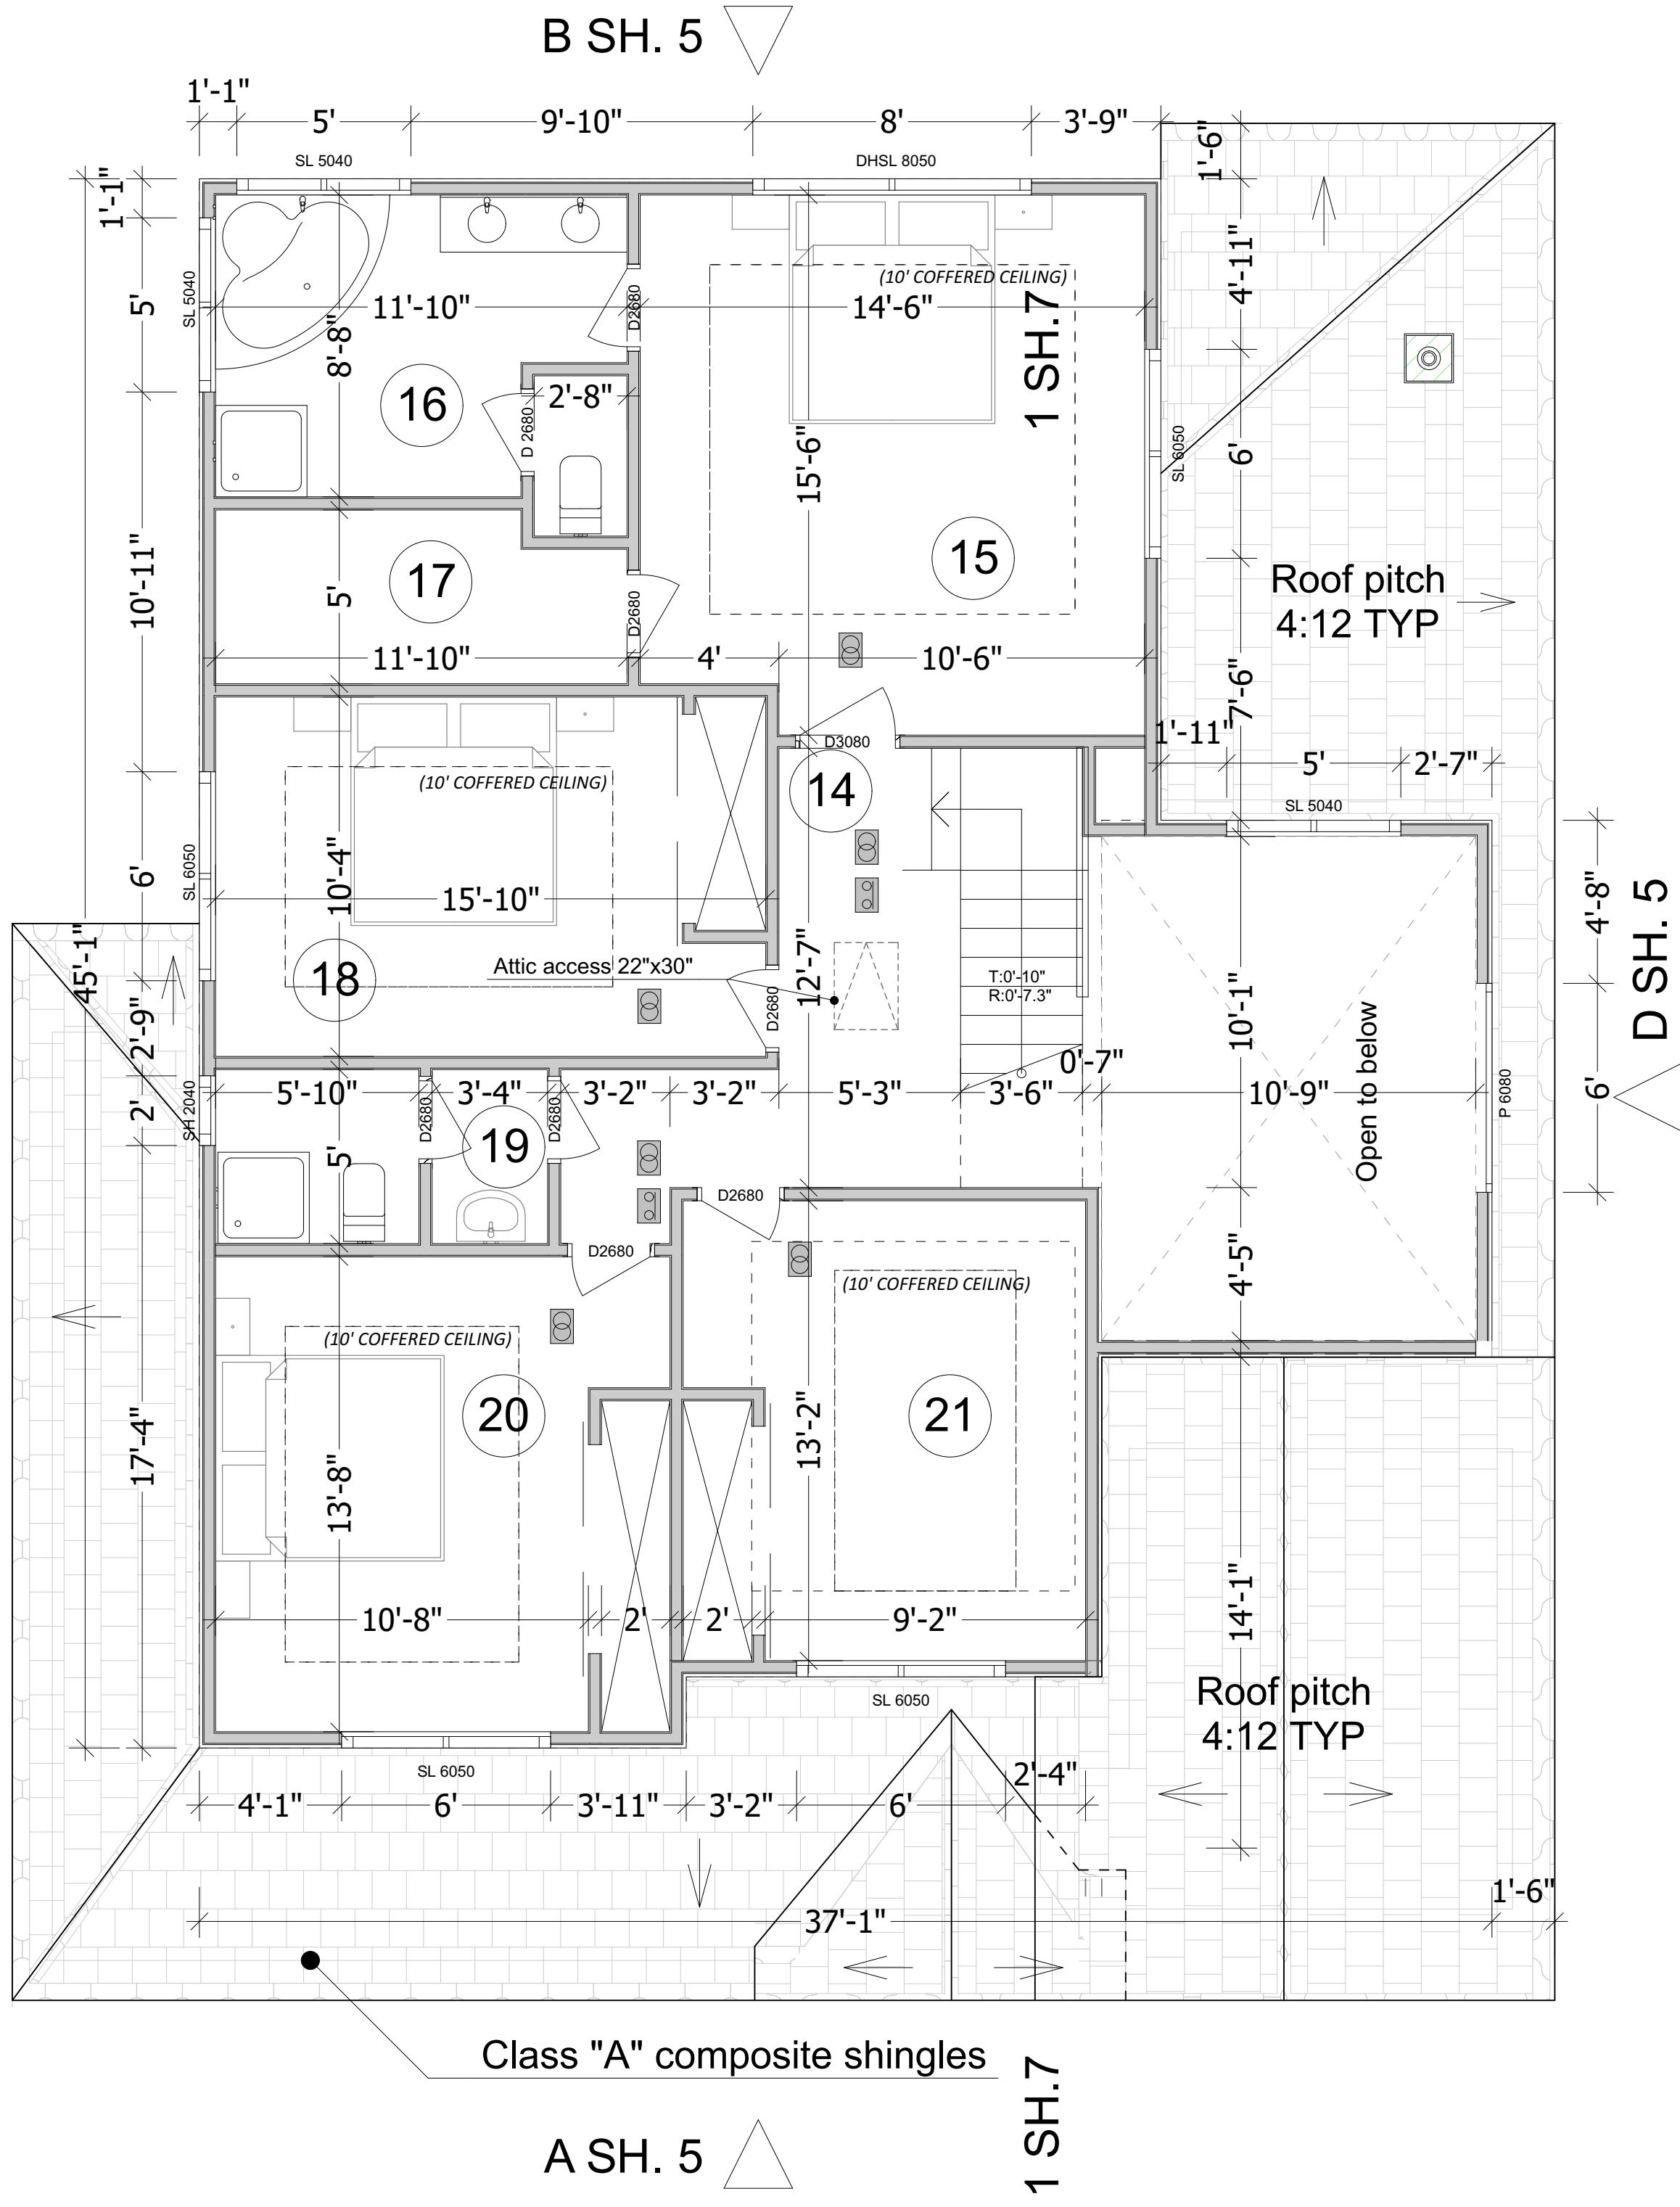 B SH. 5
1'-1"
5'
9'-10"
8'
3'-9"
SL 5040
DHSL 8050
1'-6"
1'-1"
4'-11"
5'
SL 5040
(10' COFFERED CEILING)
11'-10"
D2680
14'-6"
1 SH.7
8'-8"
16
2'-8"
D 2680
15'-6"
6'
SL 6050
10'-11"
17
5'
D2680
15
Roof pitch
4:12 TYP
11'-10"
4'
10'-6"
7'-6"
1'-11"
5'
2'-7"
D3080
14
(10' COFFERED CEILING)
SL 5040
6'
SL 6050
10'-4"
15'-10"
4'-8"
D SH. 5
45'-1"
18
Attic access 22"x30"
12'-7"
D2680
T:0'-10"
R:0'-7.3"
10'-1"
Open to below
2'-9"
0'-7"
2'
SH 2040
5'-10"
D2680
3'-4"
D2680
3'-2"
3'-2"
5'-3"
3'-6"
10'-9"
P 6080
6'
19
5'
D2680
D2680
4'-5"
(10' COFFERED CEILING)
(10' COFFERED CEILING)
20
21
17'-4"
13'-8"
13'-2"
10'-8"
2'
2'
9'-2"
14'-1"
Roof pitch
4:12 TYP
SL 6050
SL 6050
2'-4"
4'-1"
6'
3'-11"
3'-2"
6'
1'-6"
37'-1"
Class "A" composite shingles
1 SH.7
A SH. 5